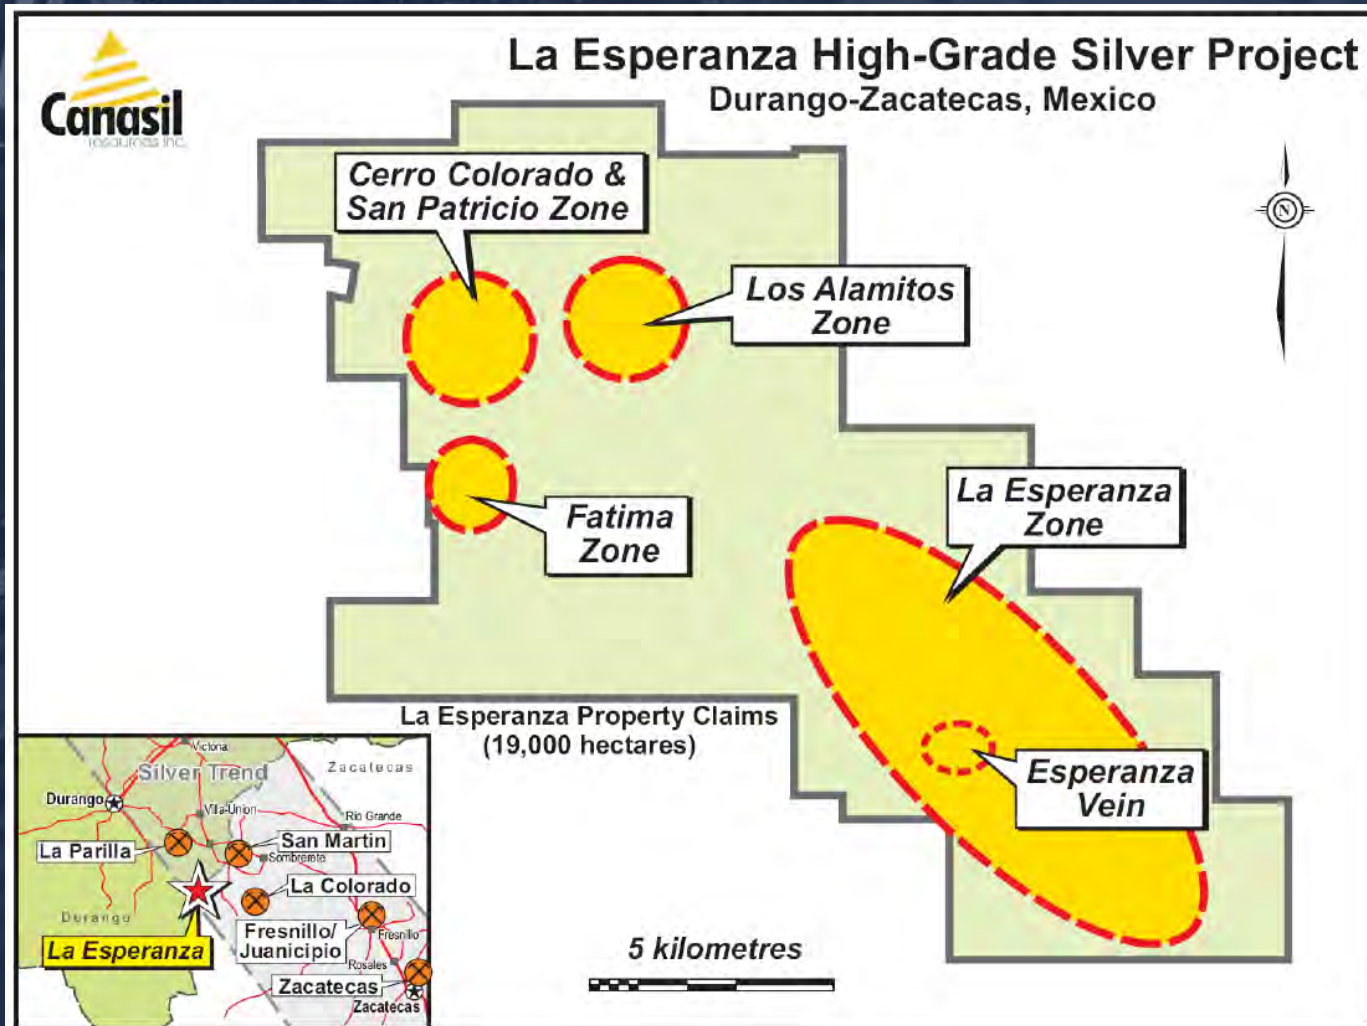 La Esperanza High-Grade Silver Project
Durango-Zacatecas, Mexico
Canasil
resources inc.
Cerro Colorado &
San Patricio Zone
N
Los Alamitos
Zone
La Esperanza
Zone
Fatima
Zone
La Esperanza Property Claims
(19,000 hectares)
Esperanza
Vein
Victoria
Silver Trend
Zacatecas
Durango
Villa Union
Rio Grande
La Parilla
San Martin
Sombrerete
La Colorado
Durango
Fresnillo/
Juanicipio
Fresnillo
La Esperanza
Rosales
Zacatecas
Zacatecas
5 kilometres